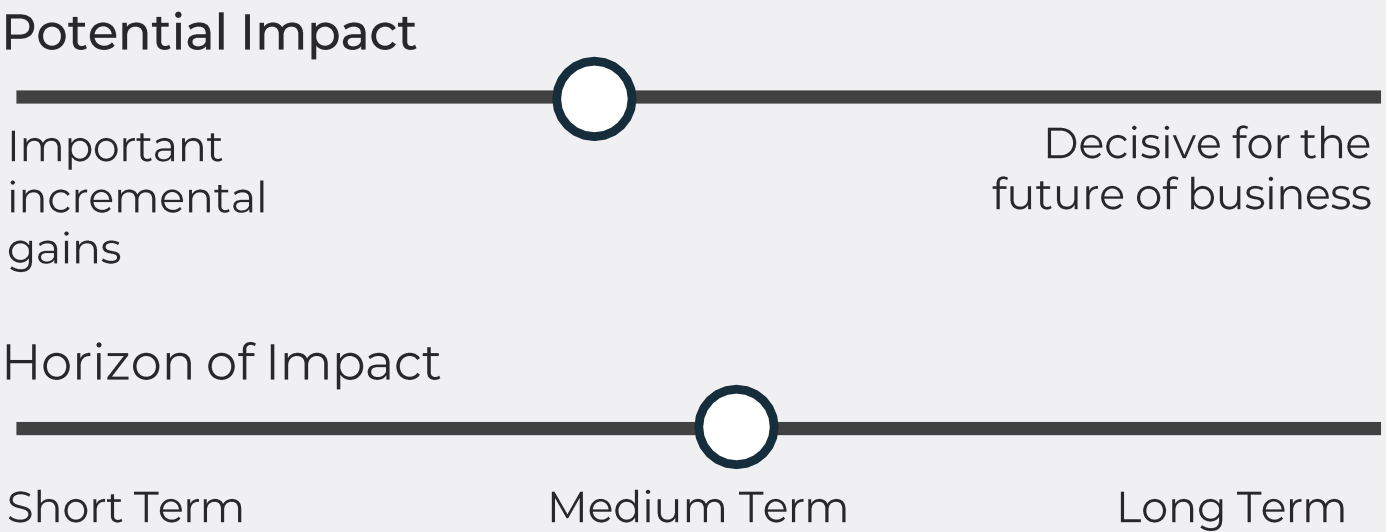 Potential Impact
Important
incremental
gains
Decisive for the
future of business
Horizon of Impact
Short Term
Medium Term
Long Term